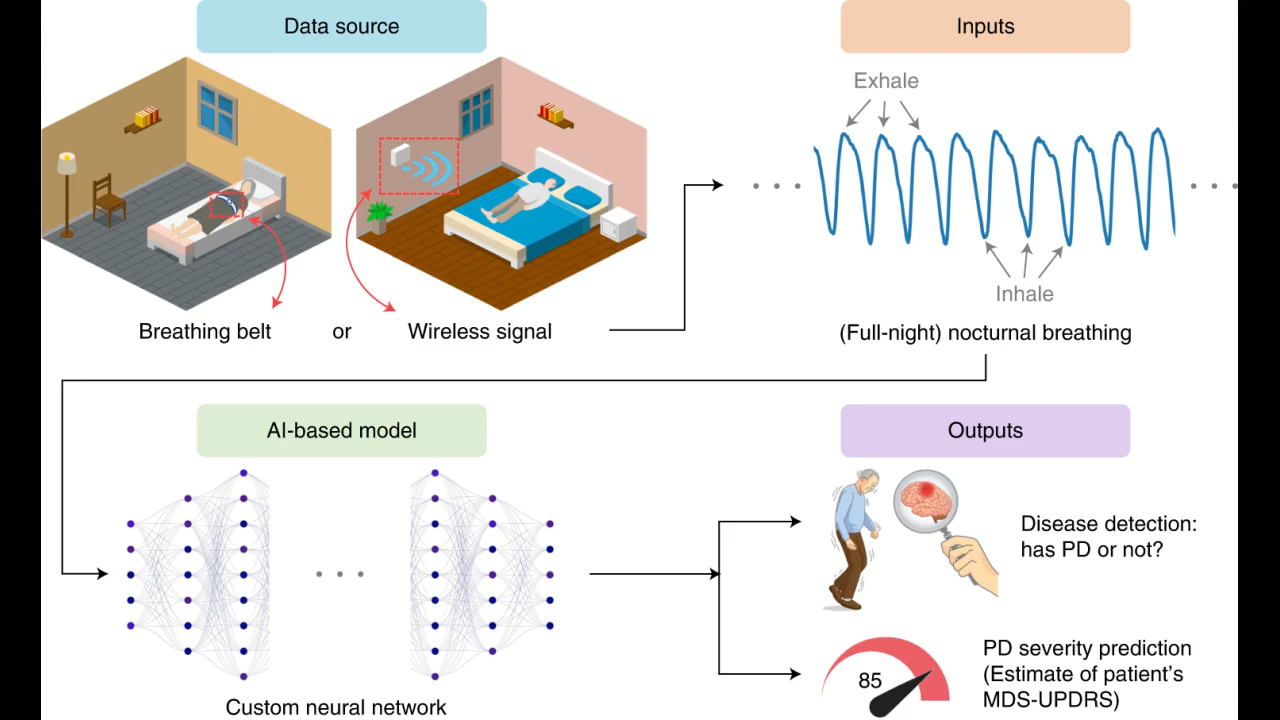 Data source
Inputs
Exhale
Inhale
Breathing belt
or
Wireless signal
(Full-night) nocturnal breathing
AI-based model
Outputs
Disease detection:
has PD or not?
85
PD severity prediction
(Estimate of patient’s
MDS-UPDRS)
Custom neural network